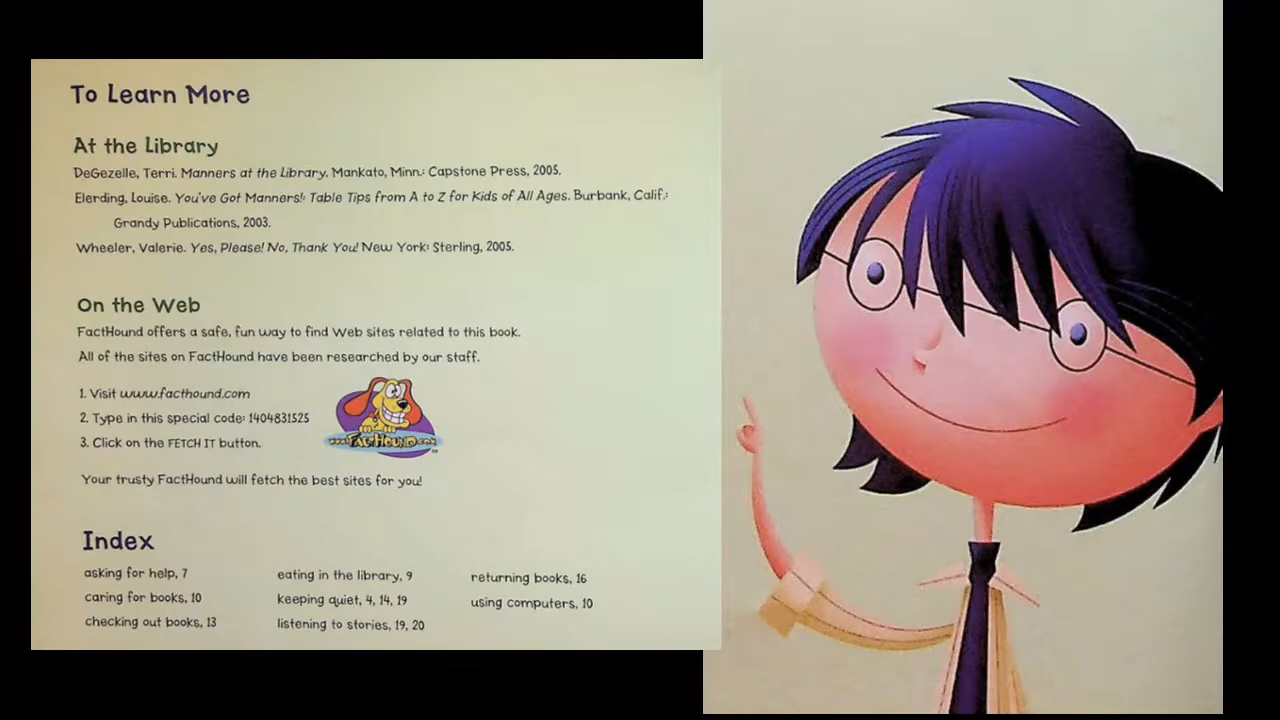 To Learn More
At the Library
DeGezelle, Terri. Manners at the Library. Mankato, Minn.: Capstone Press, 2005.
Elerding, Louise. You've Got Manners!: Table Tips from A to Z for Kids of All Ages. Burbank, Calif.:
Grandy Publications, 2003.
Wheeler, Valerie. Yes, Please! No, Thank You! New York: Sterling, 2005.
On the Web
FactHound offers a safe, fun way to find Web sites related to this book.
All of the sites on FactHound have been researched by our staff.
1. Visit www.facthound.com
2. Type in this special code: 1404831525
3. Click on the FETCH IT button.
www.FACTHOUND.com
Your trusty FactHound will fetch the best sites for you!
Index
asking for help, 7
caring for books, 10
checking out books, 13
eating in the library, 9
keeping quiet, 4, 14, 19
listening to stories, 19, 20
returning books, 16
using computers, 10